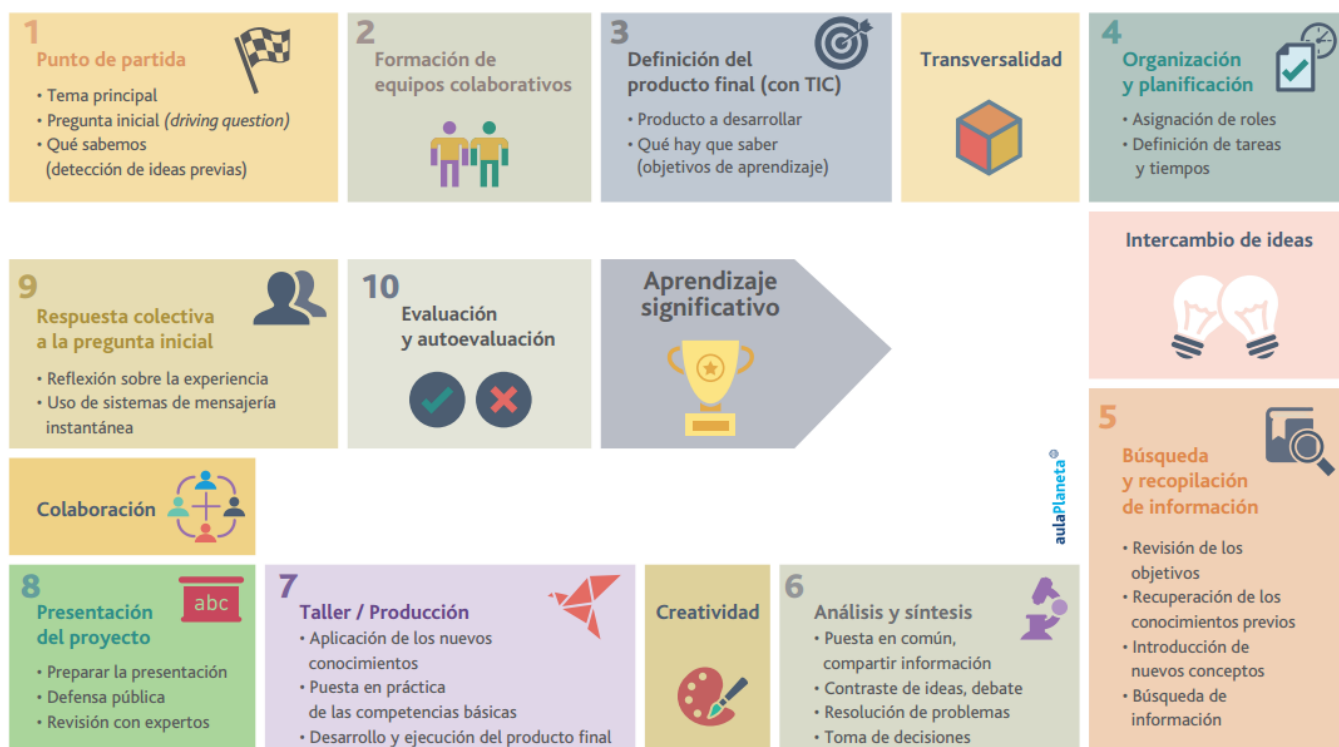 1
Punto de partida
• Tema principal
• Pregunta inicial (driving question)
• Qué sabemos
(detección de ideas previas)
2
Formación de
equipos colaborativos
3
Definición del
producto final (con TIC)
• Producto a desarrollar
• Qué hay que saber
(objetivos de aprendizaje)
Transversalidad
4
Organización
y planificación
• Asignación de roles
• Definición de tareas
y tiempos
Intercambio de ideas
5
Búsqueda
y recopilación
de información
• Revisión de los
objetivos
• Recuperación de los
conocimientos previos
• Introducción de
nuevos conceptos
• Búsqueda de
información
6
Análisis y síntesis
• Puesta en común,
compartir información
• Contraste de ideas, debate
• Resolución de problemas
• Toma de decisiones
Creatividad
7
Taller / Producción
• Aplicación de los nuevos
conocimientos
• Puesta en práctica
de las competencias básicas
• Desarrollo y ejecución del producto final
8
Presentación
del proyecto
abc
• Preparar la presentación
• Defensa pública
• Revisión con expertos
Colaboración
9
Respuesta colectiva
a la pregunta inicial
• Reflexión sobre la experiencia
• Uso de sistemas de mensajería
instantánea
10
Evaluación
y autoevaluación
Aprendizaje
significativo
aulaPlaneta